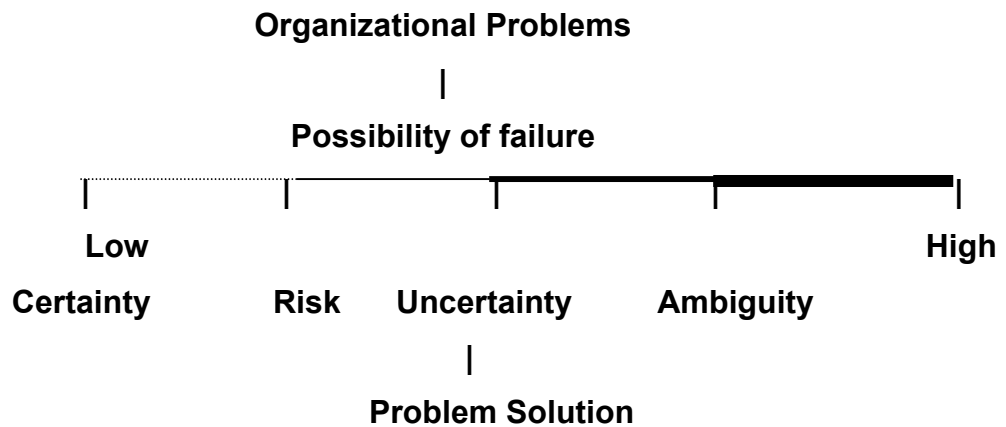 Organizational Problems
Possibility of failure
Low High
Certainty Risk Uncertainty Ambiguity
Problem Solution